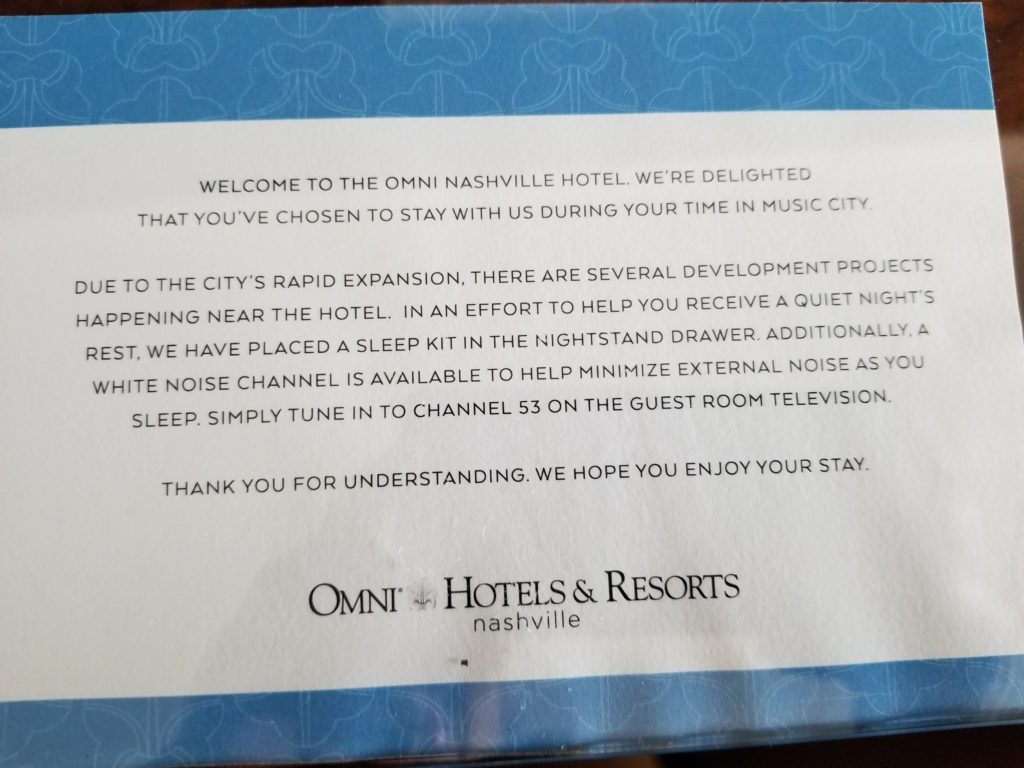 WELCOME TO THE OMNI NASHVILLE HOTEL. WE'RE DELIGHTED
THAT YOU'VE CHOSEN TO STAY WITH US DURING YOUR TIME IN MUSIC CITY.
DUE TO THE CITY'S RAPID EXPANSION, THERE ARE SEVERAL DEVELOPMENT PROJECTS
HAPPENING NEAR THE HOTEL. IN AN EFFORT TO HELP YOU RECEIVE A QUIET NIGHT'S
REST, WE HAVE PLACED A SLEEP KIT IN THE NIGHTSTAND DRAWER. ADDITIONALLY, A
WHITE NOISE CHANNEL IS AVAILABLE TO HELP MINIMIZE EXTERNAL NOISE AS YOU
SLEEP. SIMPLY TUNE IN TO CHANNEL 53 ON THE GUEST ROOM TELEVISION.
THANK YOU FOR UNDERSTANDING. WE HOPE YOU ENJOY YOUR STAY.
OMNI® HOTELS & RESORTS
nashville